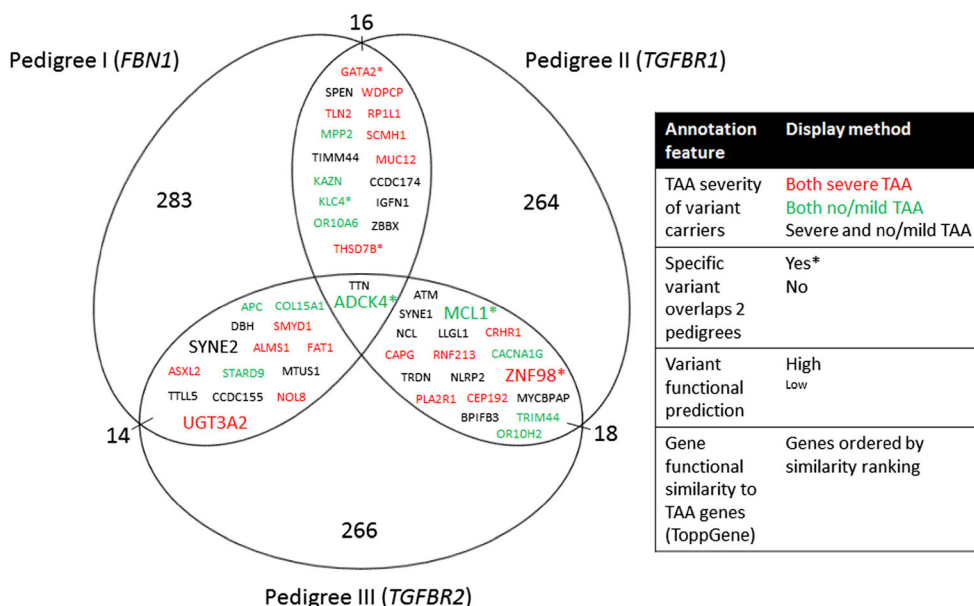 16
Pedigree I (FBN1)
Pedigree II (TGFBR1)
GATA2*
SPEN WDPCP
TLN2 RP1L1
MPP2 SCMH1
TIMM44 MUC12
KAZN CCDC174
KLC4* IGFN1
OR10A6 ZBBX
THSD7B*
283
264
TTN
ADCK4*
APC COL15A1
DBH SMYD1
SYNE2 ALMS1 FAT1
ASXL2 STARD9 MTUS1
TTLL5 CCDC155 NOL8
UGT3A2
ATM
SYNE1 MCL1*
NCL LLGL1 CRHR1
CAPG RNF213 CACNA1G
TRDN NLRP2 ZNF98*
PLA2R1 CEP192 MYCBPAP
BPIFB3 TRIM44
OR10H2
14
18
266
Pedigree III (TGFBR2)
Annotation feature Display method
TAA severity of variant carriers Both severe TAA
Both no/mild TAA
Severe and no/mild TAA
Specific variant overlaps 2 pedigrees Yes*
No
Variant functional prediction High
Low
Gene functional similarity to TAA genes (ToppGene) Genes ordered by similarity ranking